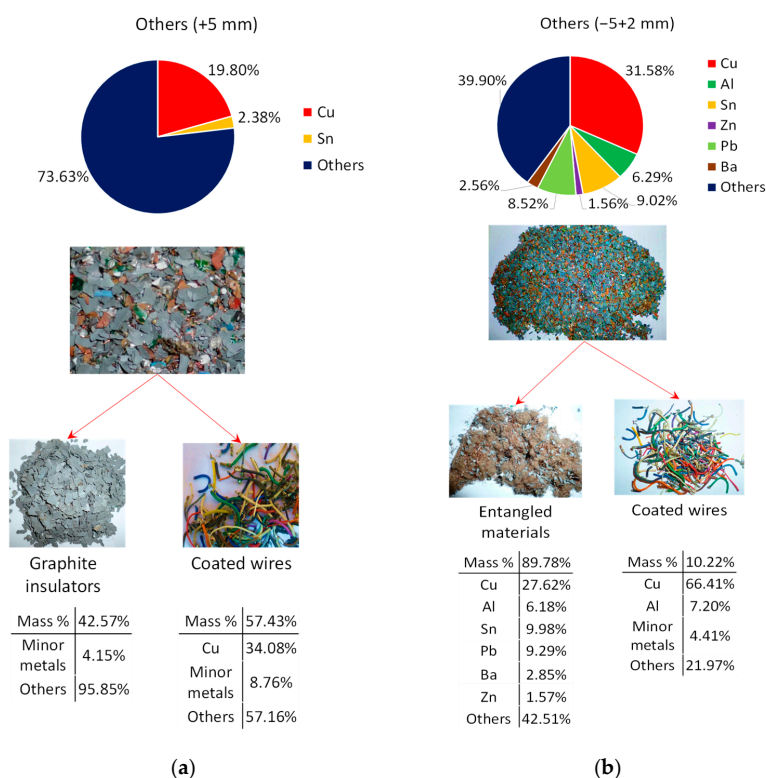 Others (+5 mm)
19.80%
2.38%
73.63%
Cu
Sn
Others
Graphite
insulators
Mass % 42.57%
Minor
metals 4.15%
Others 95.85%
Coated wires
Mass % 57.43%
Cu 34.08%
Minor
metals 8.76%
Others 57.16%
(a)
Others (−5+2 mm)
39.90%
31.58%
6.29%
9.02%
1.56%
8.52%
2.56%
Cu
Al
Sn
Zn
Pb
Ba
Others
Entangled
materials
Mass % 89.78%
Cu 27.62%
Al 6.18%
Sn 9.98%
Pb 9.29%
Ba 2.85%
Zn 1.57%
Others 42.51%
Coated wires
Mass % 10.22%
Cu 66.41%
Al 7.20%
Minor
metals 4.41%
Others 21.97%
(b)